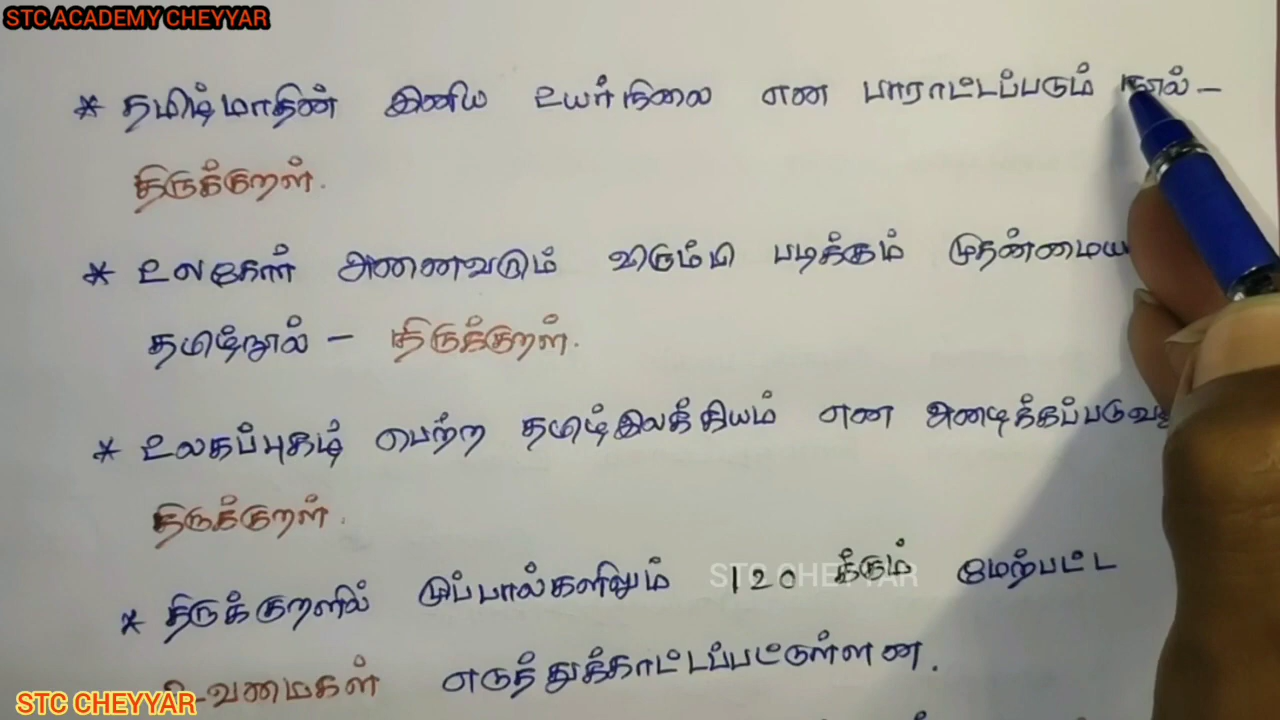 STC ACADEMY CHEYYAR
* தமிழ்மாதின் இனிய உயர்நிலை என பாராட்டப்படும் நூல் -
திருக்குறள்.
* உலகோர் அனைவரும் விரும்பி படிக்கும் முதன்மைய
தமிழ்நூல் - திருக்குறள்.
* உலகப்புகழ் பெற்ற தமிழ்இலக்கியம் என அழைக்கப்படுவது
திருக்குறள்.
STC CHEYYAR
* திருக்குறளில் முப்பால்களிலும் 120 க்கும் மேற்பட்ட
உவமைகள் எடுத்துக்காட்டப்பட்டுள்ளன.
STC CHEYYAR